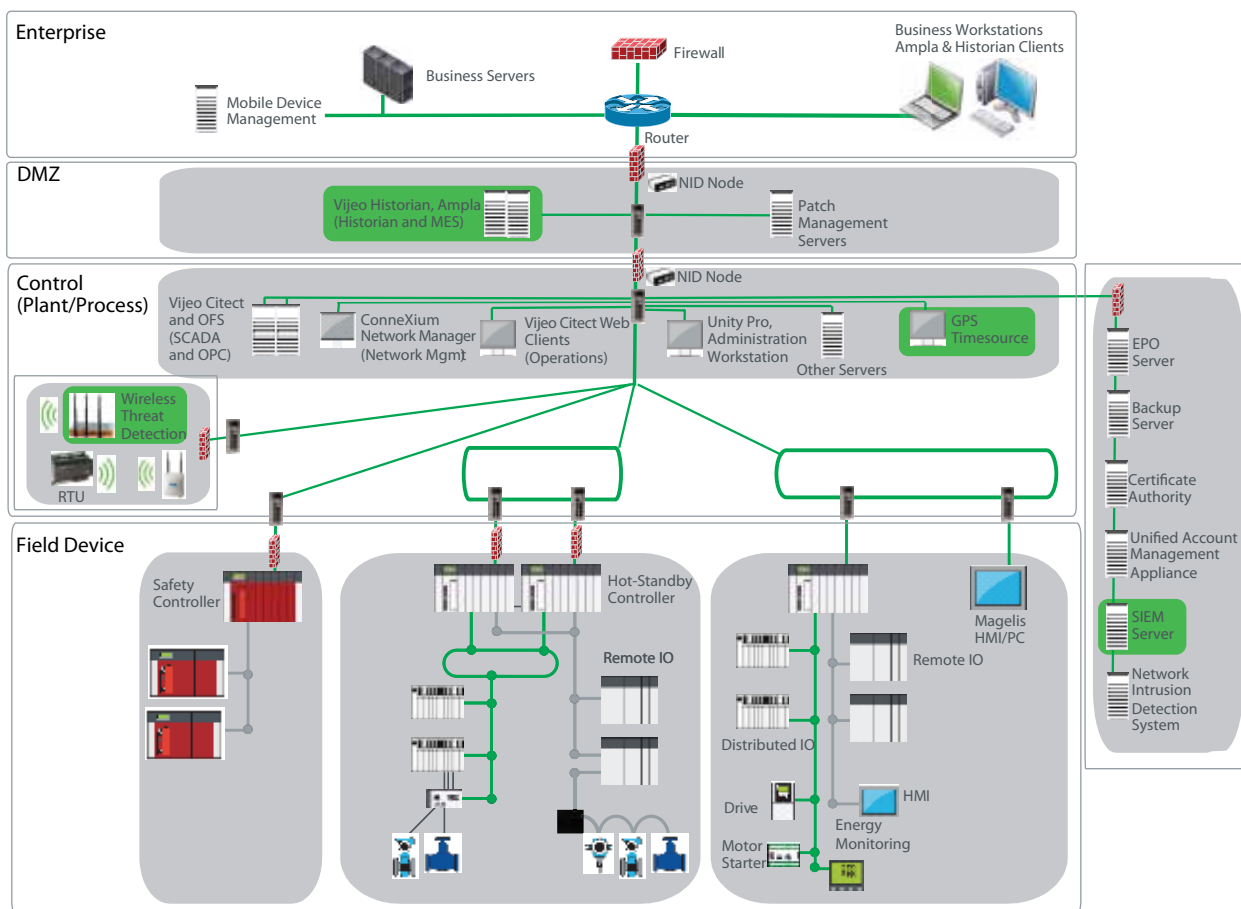 Enterprise
Business Servers
Mobile Device
Management
Firewall
Router
Business Workstations
Ampla & Historian Clients
DMZ
NID Node
Vijeo Historian, Ampla
(Historian and MES)
Patch
Management
Servers
Control
(Plant/Process)
NID Node
Vijeo Citect
and OFS
(SCADA
and OPC)
ConneXium
Network Manager
(Network Mgmt)
Vijeo Citect Web
Clients
(Operations)
Unity Pro,
Administration
Workstation
Other Servers
GPS
Timesource
Wireless
Threat
Detection
RTU
EPO
Server
Backup
Server
Certificate
Authority
Unified Account
Management
Appliance
SIEM
Server
Network
Intrusion
Detection
System
Field Device
Safety
Controller
Hot-Standby
Controller
Remote IO
Magelis
HMI/PC
Remote IO
Distributed IO
Drive
HMI
Energy
Monitoring
Motor
Starter